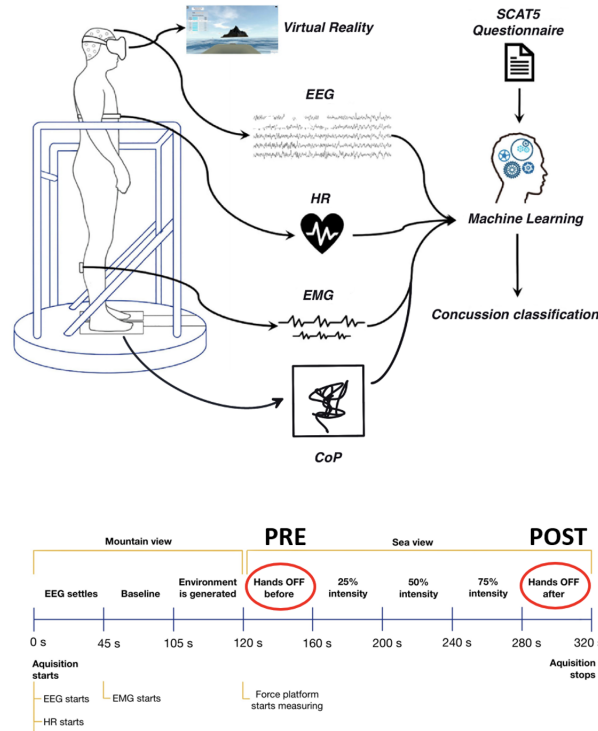 Virtual Reality
SCAT5
Questionnaire
EEG
HR
Machine Learning
EMG
Concussion classification
CoP
PRE
POST
Mountain view
Sea view
EEG settles
Baseline
Environment
is generated
Hands OFF
before
25%
intensity
50%
intensity
75%
intensity
Hands OFF
after
0 s
45 s
105 s
120 s
160 s
200 s
240 s
280 s
320 s
Aquisition
starts
Aquisition
stops
EEG starts
EMG starts
Force platform
starts measuring
HR starts